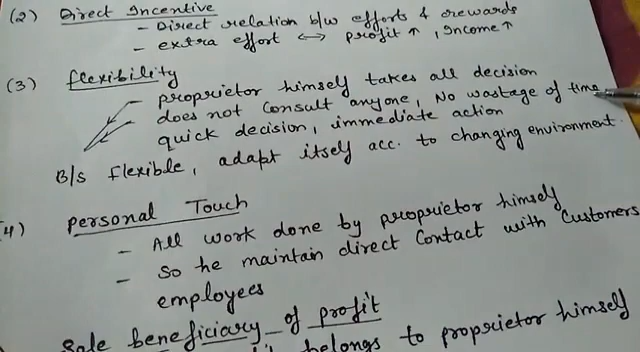 (2) Direct Incentive
- Direct relation b/w efforts & rewards
- extra effort ↔ profit ↑, Income ↑
(3) flexibility
- proprietor himself takes all decision
does not consult anyone, No wastage of time
quick decision, immediate action
B/s flexible, adapt itself acc. to changing environment.
(4) Personal Touch
- All work done by proprietor himself
- So he maintain direct Contact with Customers
employees
Sole beneficiary of profit
belongs to proprietor himself